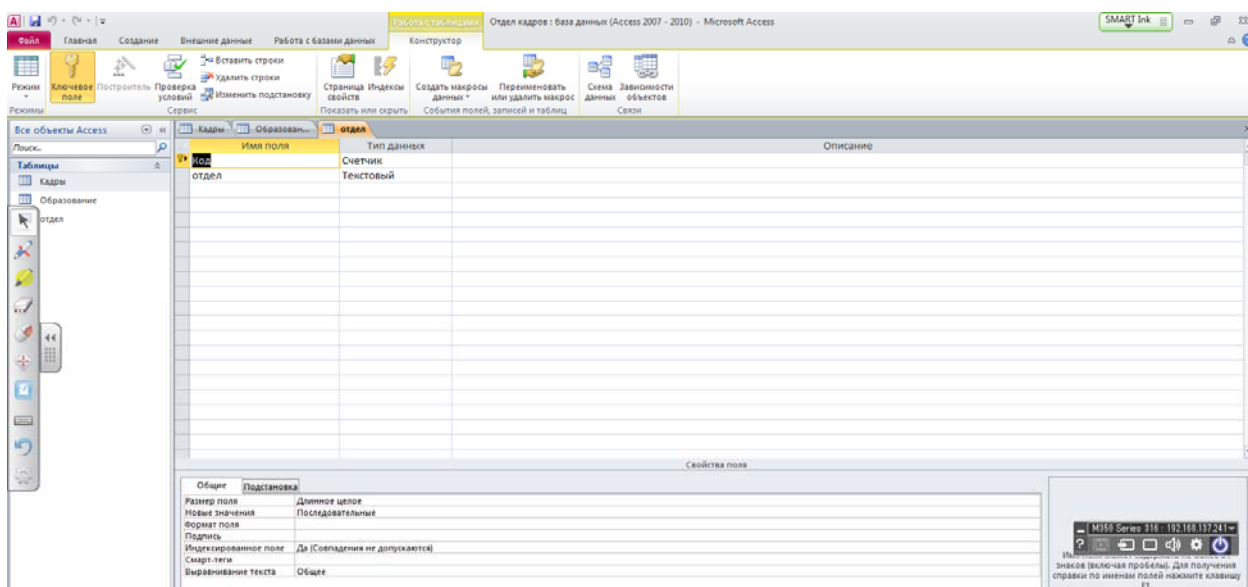 Работа с таблицами Отдел кадров : база данных (Access 2007 - 2010) - Microsoft Access SMART Ink
Файл Главная Создание Внешние данные Работа с базами данных Конструктор
Режим Ключевое поле Построитель Проверка условий
Вставить строки
Удалить строки
Изменить подстановку
Страница свойств Индексы Создать макросы данных Переименовать или удалить макрос Схема данных Зависимости объектов
Режимы Сервис Показать или скрыть События полей, записей и таблиц Связи
Все объекты Access
Поиск...
Таблицы
Кадры
Образование
отдел
Кадры Образован... отдел
Имя поля Тип данных Описание
Код Счетчик
отдел Текстовый
Свойства поля
Общие Подстановка
Размер поля Длинное целое
Новые значения Последовательные
Формат поля
Подпись
Индексированное поле Да (Совпадения не допускаются)
Смарт-теги
Выравнивание текста Общее
M350 Series 316 : 192.168.137.241
знаков (включая пробелы). Для получения
справки по именам полей нажмите клавишу
F1.